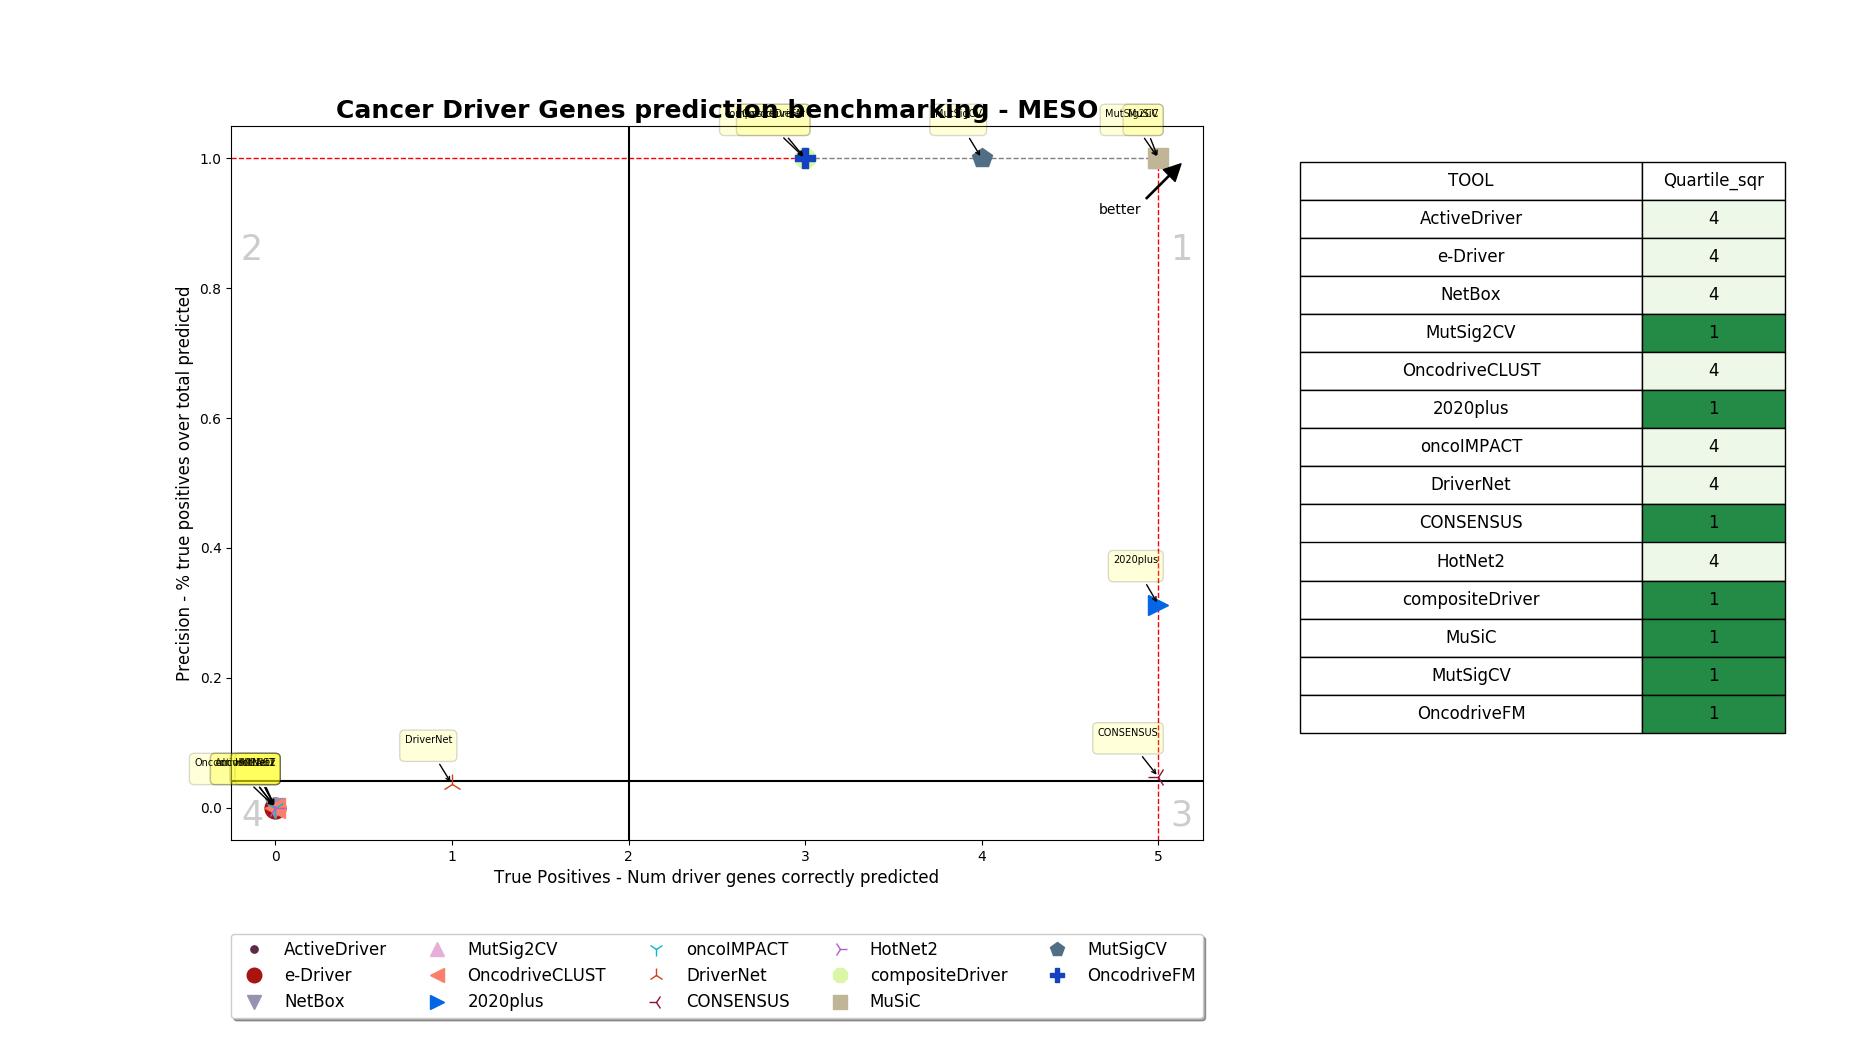 Cancer Driver Genes prediction benchmarking - MESO
MutSigCV
MuSiC
1.0
0.8
0.6
0.4
0.2
0.0
Precision - % true positives over total predicted
better
2
1
2020plus
DriverNet
CONSENSUS
4
3
0
1
2
3
4
5
True Positives - Num driver genes correctly predicted
ActiveDriver
e-Driver
NetBox
MutSig2CV
OncodriveCLUST
2020plus
oncoIMPACT
DriverNet
CONSENSUS
HotNet2
compositeDriver
MuSiC
MutSigCV
OncodriveFM
TOOL Quartile_sqr
ActiveDriver 4
e-Driver 4
NetBox 4
MutSig2CV 1
OncodriveCLUST 4
2020plus 1
oncoIMPACT 4
DriverNet 4
CONSENSUS 1
HotNet2 4
compositeDriver 1
MuSiC 1
MutSigCV 1
OncodriveFM 1